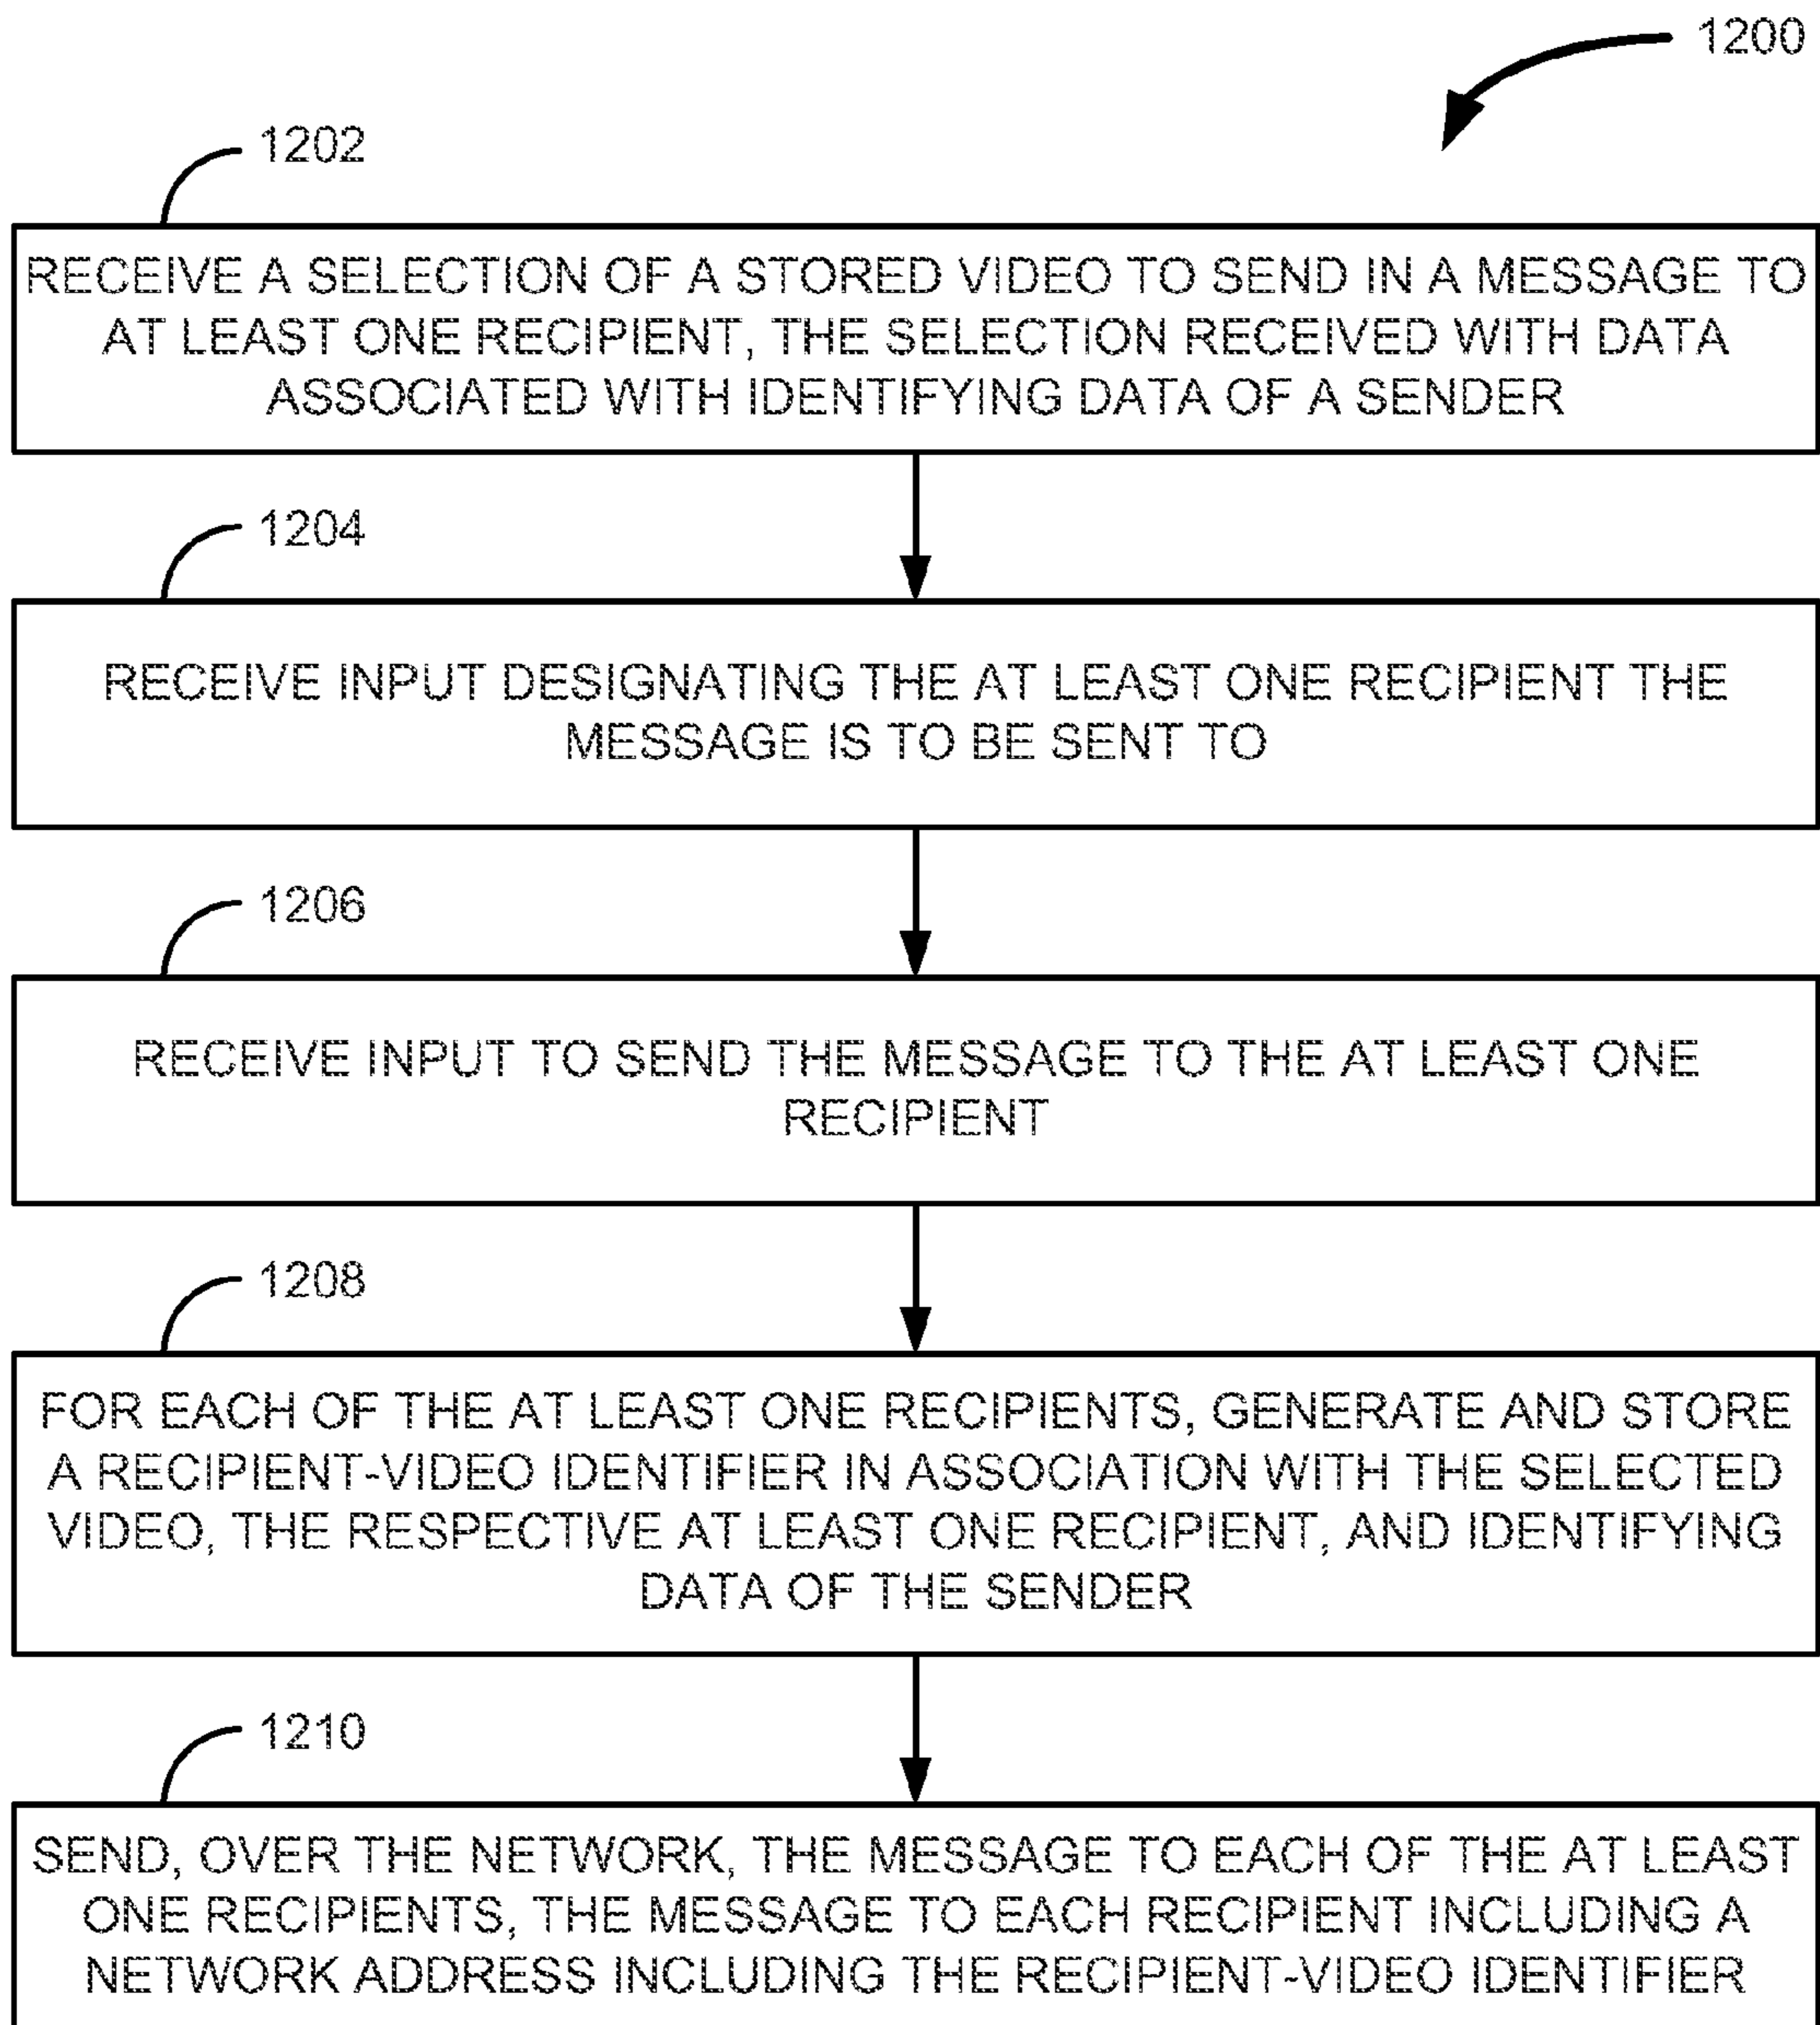 1200
1202
RECEIVE A SELECTION OF A STORED VIDEO TO SEND IN A MESSAGE TO
AT LEAST ONE RECIPIENT, THE SELECTION RECEIVED WITH DATA
ASSOCIATED WITH IDENTIFYING DATA OF A SENDER
1204
RECEIVE INPUT DESIGNATING THE AT LEAST ONE RECIPIENT THE
MESSAGE IS TO BE SENT TO
1206
RECEIVE INPUT TO SEND THE MESSAGE TO THE AT LEAST ONE
RECIPIENT
1208
FOR EACH OF THE AT LEAST ONE RECIPIENTS, GENERATE AND STORE
A RECIPIENT-VIDEO IDENTIFIER IN ASSOCIATION WITH THE SELECTED
VIDEO, THE RESPECTIVE AT LEAST ONE RECIPIENT, AND IDENTIFYING
DATA OF THE SENDER
1210
SEND, OVER THE NETWORK, THE MESSAGE TO EACH OF THE AT LEAST
ONE RECIPIENTS, THE MESSAGE TO EACH RECIPIENT INCLUDING A
NETWORK ADDRESS INCLUDING THE RECIPIENT-VIDEO IDENTIFIER